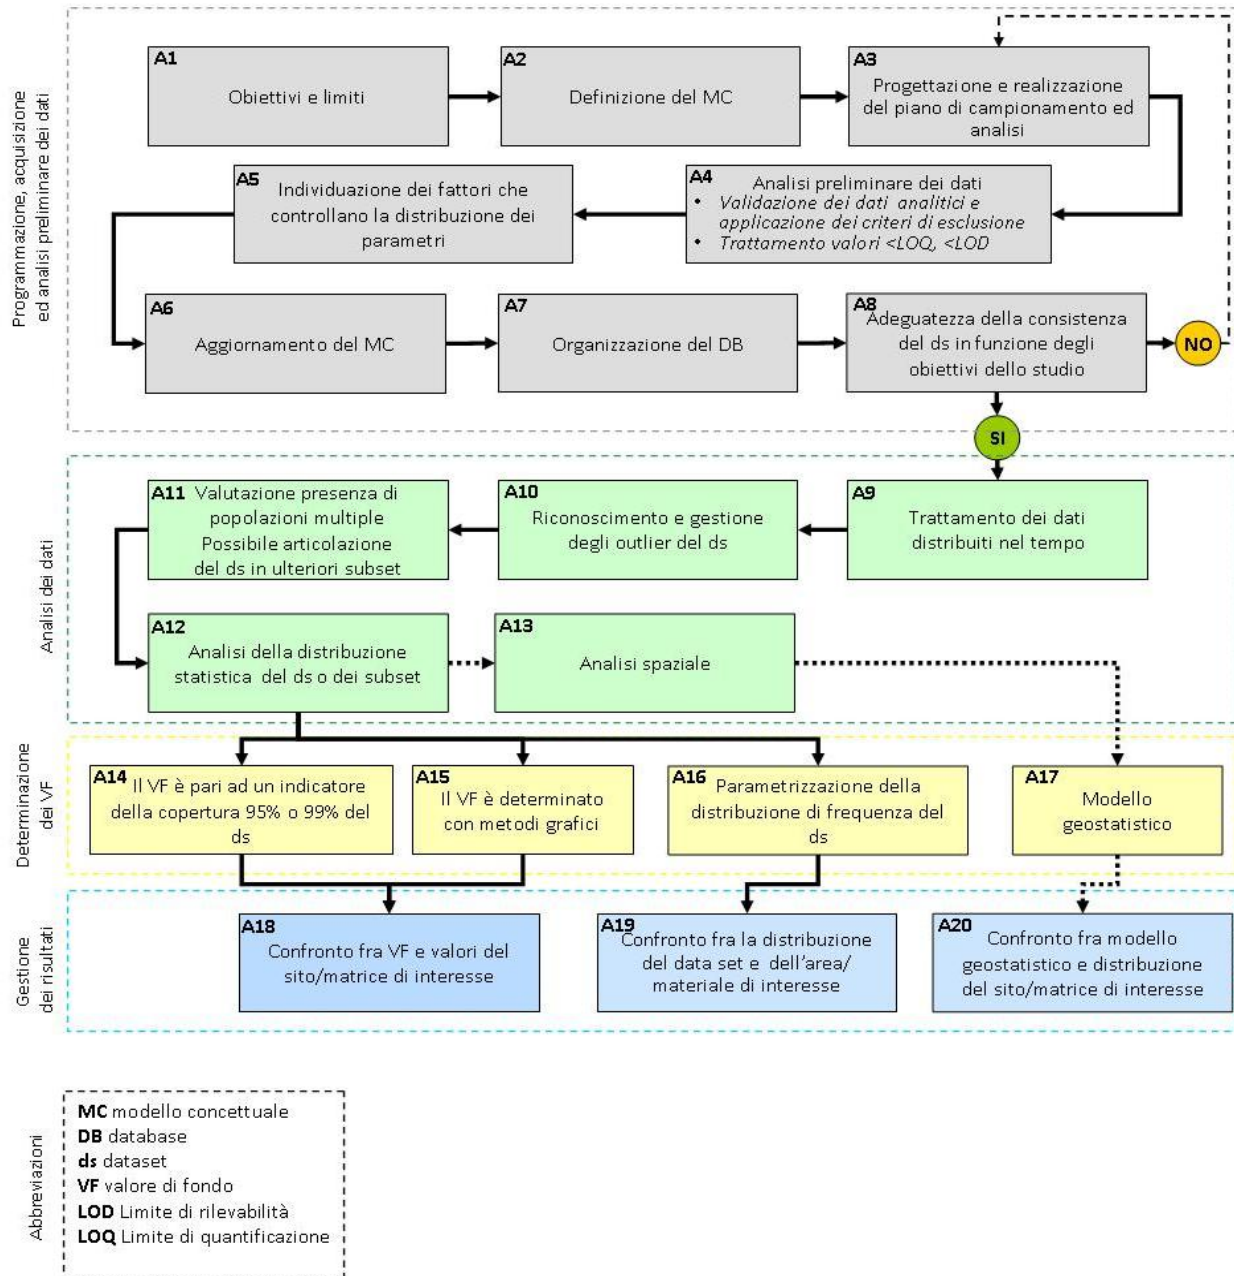 Programmazione, acquisizione
ed analisi preliminare dei dati
A1
Obiettivi e limiti
A2
Definizione del MC
A3
Progettazione e realizzazione
del piano di campionamento ed
analisi
A4
Analisi preliminare dei dati
• Validazione dei dati analitici e
applicazione dei criteri di esclusione
• Trattamento valori <LOQ, <LOD
A5
Individuazione dei fattori che
controllano la distribuzione dei
parametri
A6
Aggiornamento del MC
A7
Organizzazione del DB
A8
Adeguatezza della consistenza
del ds in funzione degli
obiettivi dello studio
NO
SI
Analisi dei dati
A9
Trattamento dei dati
distribuiti nel tempo
A10
Riconoscimento e gestione
degli outlier del ds
A11
Valutazione presenza di
popolazioni multiple
Possibile articolazione
del ds in ulteriori subset
A12
Analisi della distribuzione
statistica del ds o dei subset
A13
Analisi spaziale
Determinazione
dei VF
A14
Il VF è pari ad un indicatore
della copertura 95% o 99% del
ds
A15
Il VF è determinato
con metodi grafici
A16
Parametrizzazione della
distribuzione di frequenza del
ds
A17
Modello
geostatistico
Gestione
dei risultati
A18
Confronto fra VF e valori del
sito/matrice di interesse
A19
Confronto fra la distribuzione
del data set e dell'area/
materiale di interesse
A20
Confronto fra modello
geostatistico e distribuzione
del sito/matrice di interesse
Abbreviazioni
MC modello concettuale
DB database
ds dataset
VF valore di fondo
LOD Limite di rilevabilità
LOQ Limite di quantificazione